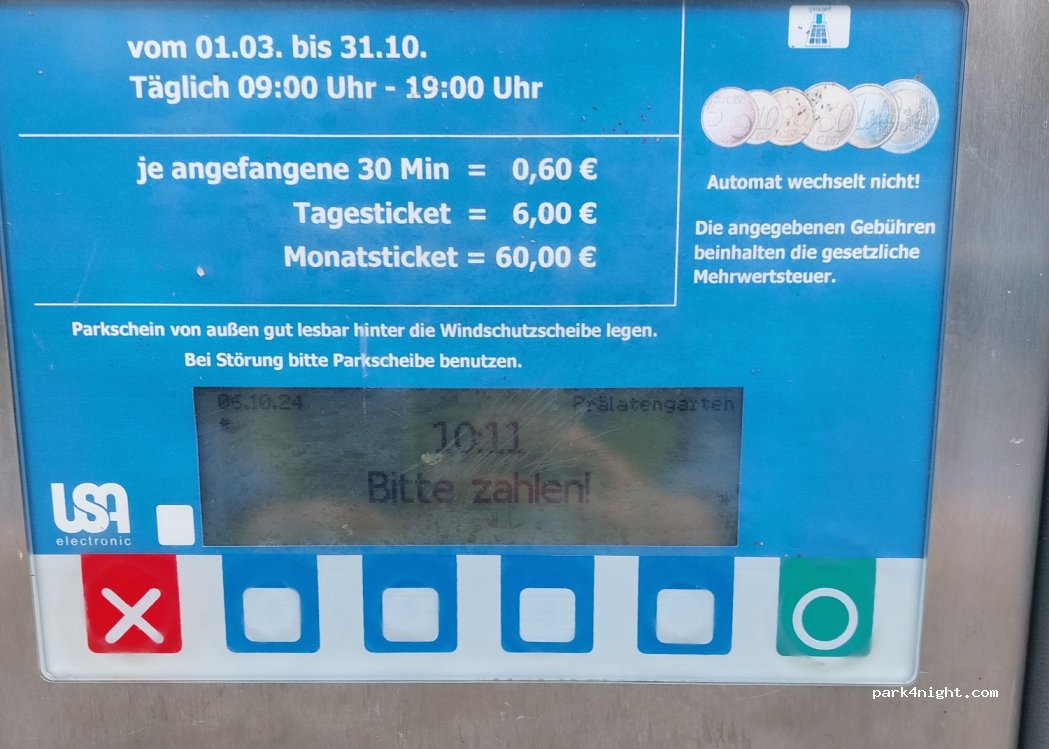 vom 01.03. bis 31.10.
Täglich 09:00 Uhr - 19:00 Uhr
je angefangene 30 Min = 0,60 €
Tagesticket = 6,00 €
Monatsticket = 60,00 €
Automat wechselt nicht!
Die angegebenen Gebühren
beinhalten die gesetzliche
Mehrwertsteuer.
Parkschein von außen gut lesbar hinter die Windschutzscheibe legen.
Bei Störung bitte Parkscheibe benutzen.
06.10.24 Prälatengarten
*
10:11
Bitte zahlen!
USA
electronic
park4night.com